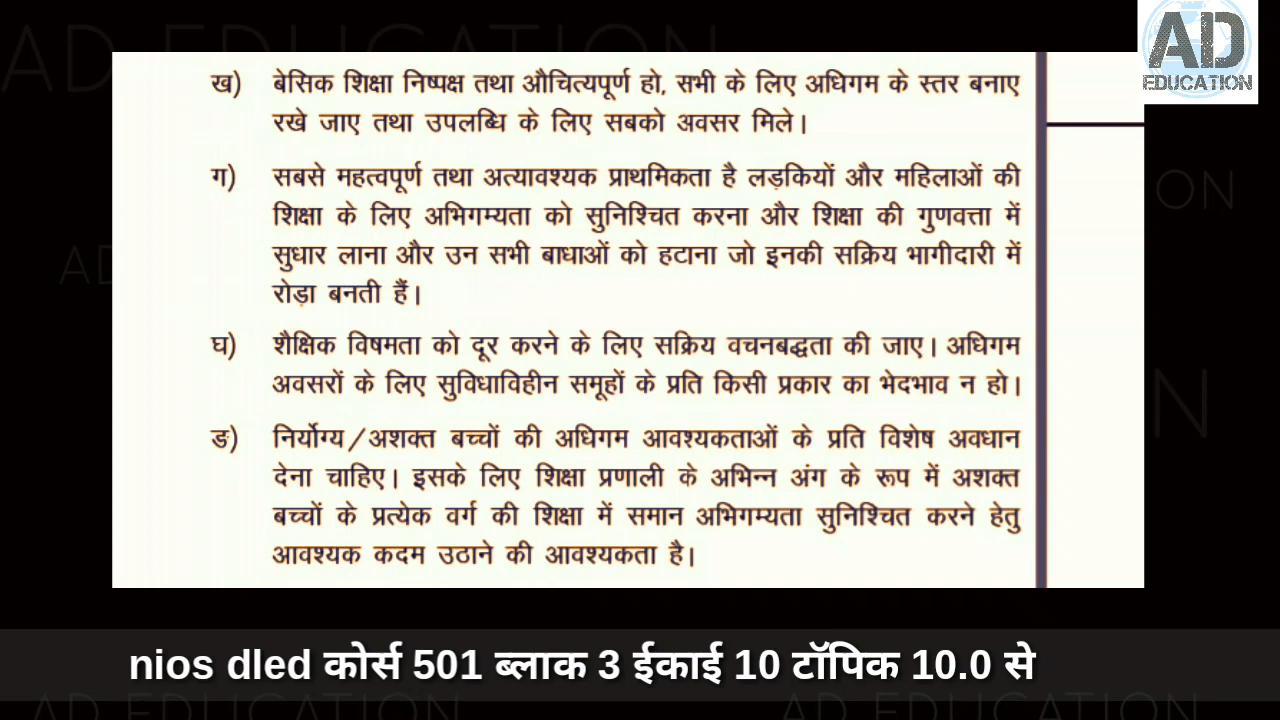 AD
EDUCATION
ख) बेसिक शिक्षा निष्पक्ष तथा औचित्यपूर्ण हो, सभी के लिए अधिगम के स्तर बनाए
रखे जाए तथा उपलब्धि के लिए सबको अवसर मिले।
ग) सबसे महत्वपूर्ण तथा अत्यावश्यक प्राथमिकता है लड़कियों और महिलाओं की
शिक्षा के लिए अभिगम्यता को सुनिश्चित करना और शिक्षा की गुणवत्ता में
सुधार लाना और उन सभी बाधाओं को हटाना जो इनकी सक्रिय भागीदारी में
रोड़ा बनती हैं।
घ) शैक्षिक विषमता को दूर करने के लिए सक्रिय वचनबद्धता की जाए। अधिगम
अवसरों के लिए सुविधाविहीन समूहों के प्रति किसी प्रकार का भेदभाव न हो।
ङ) निर्योग्य/अशक्त बच्चों की अधिगम आवश्यकताओं के प्रति विशेष अवधान
देना चाहिए। इसके लिए शिक्षा प्रणाली के अभिन्न अंग के रूप में अशक्त
बच्चों के प्रत्येक वर्ग की शिक्षा में समान अभिगम्यता सुनिश्चित करने हेतु
आवश्यक कदम उठाने की आवश्यकता है।
nios dled कोर्स 501 ब्लाक 3 ईकाई 10 टॉपिक 10.0 से